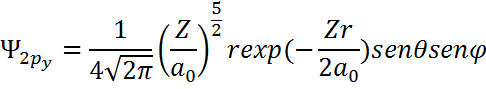 Ψ_{2p_y} = \frac{1}{4\sqrt{2\pi}} \left(\frac{Z}{a_0}\right)^{\frac{5}{2}} rexp(-\frac{Zr}{2a_0})senθsenφ